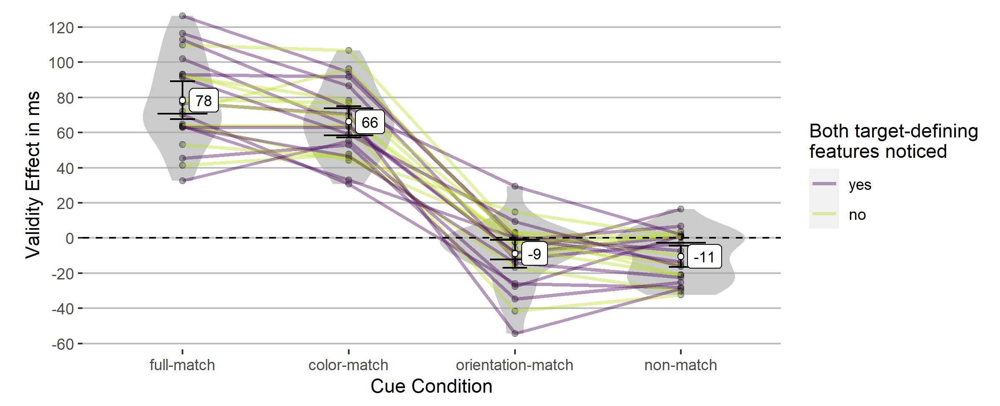 120
100
80
60
40
20
0
-20
-40
-60
Validity Effect in ms
78
66
-9
-11
full-match
color-match
orientation-match
non-match
Cue Condition
Both target-defining
features noticed
yes
no